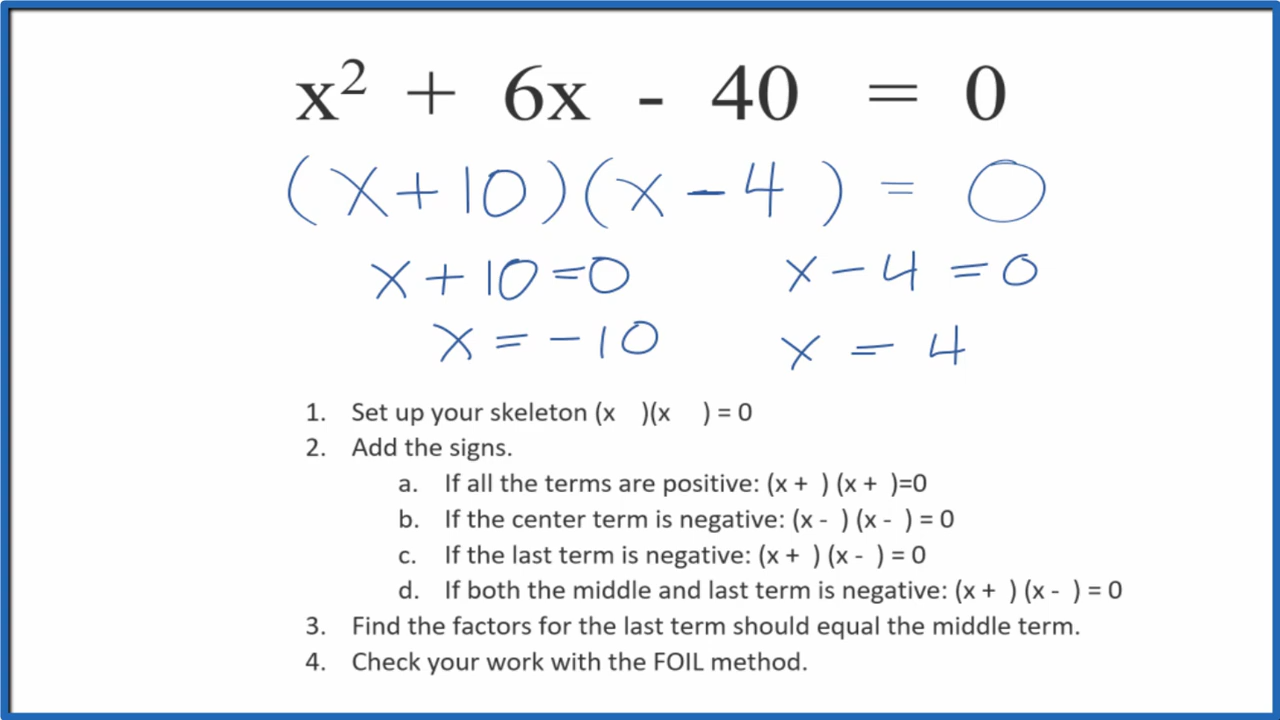 x² + 6x - 40 = 0
(x+10)(x-4) = 0
x+10=0 x-4=0
x=-10 x=4
1. Set up your skeleton (x )(x ) = 0
2. Add the signs.
a. If all the terms are positive: (x + ) (x + )=0
b. If the center term is negative: (x - ) (x - ) = 0
c. If the last term is negative: (x + ) (x - ) = 0
d. If both the middle and last term is negative: (x + ) (x - ) = 0
3. Find the factors for the last term should equal the middle term.
4. Check your work with the FOIL method.